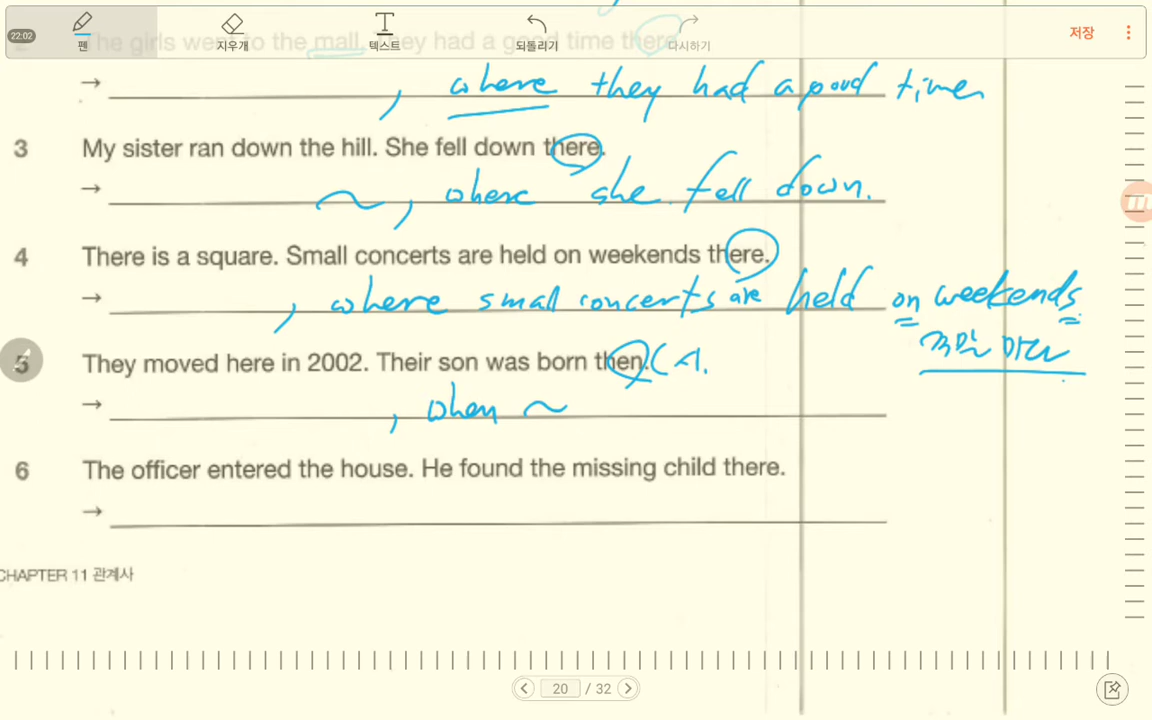 22:02 펜 지우개 텍스트 되돌리기 다시하기 저장
The girls went to the mall. They had a good time there
→ , where they had a good time
3 My sister ran down the hill. She fell down there.
→ ~, where she fell down.
4 There is a square. Small concerts are held on weekends there.
→ , where small concerts are held on weekends
주말 마다
5 They moved here in 2002. Their son was born then.
→ , when ~
6 The officer entered the house. He found the missing child there.
→
CHAPTER 11 관계사
20 / 32